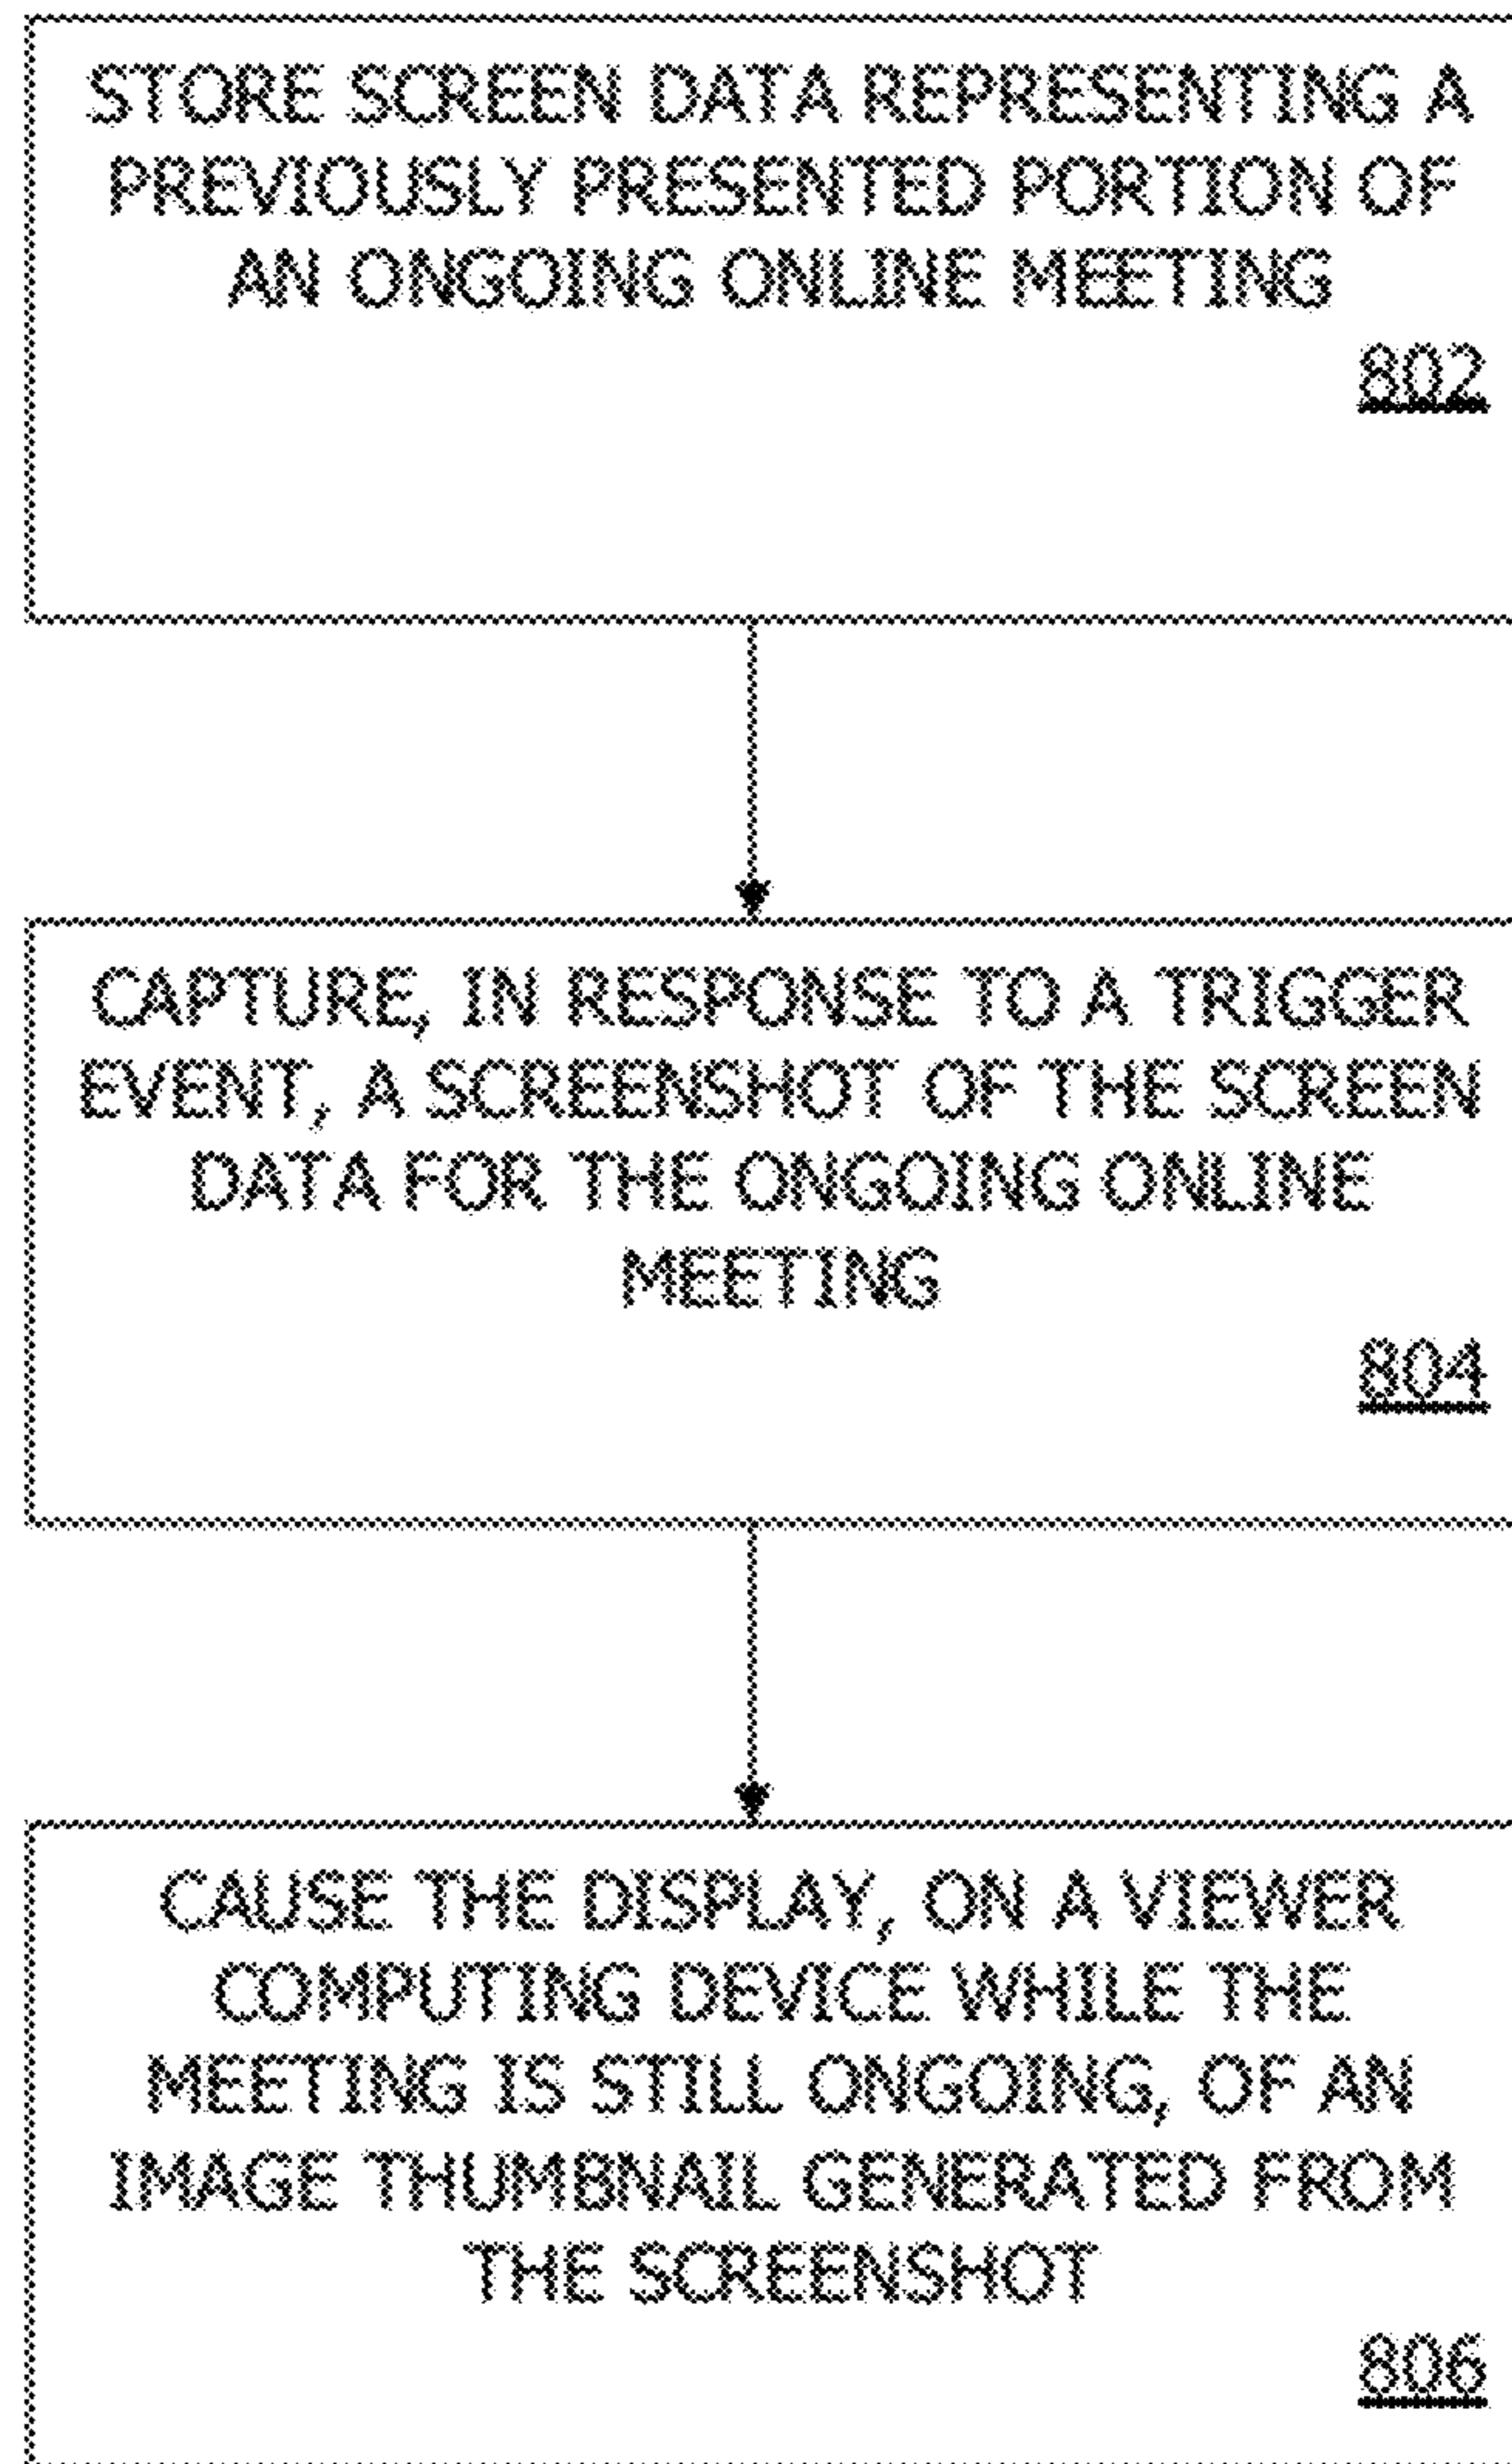 STORE SCREEN DATA REPRESENTING A
PREVIOUSLY PRESENTED PORTION OF
AN ONGOING ONLINE MEETING
802
CAPTURE, IN RESPONSE TO A TRIGGER
EVENT, A SCREENSHOT OF THE SCREEN
DATA FOR THE ONGOING ONLINE
MEETING
804
CAUSE THE DISPLAY, ON A VIEWER
COMPUTING DEVICE WHILE THE
MEETING IS STILL ONGOING, OF AN
IMAGE THUMBNAIL GENERATED FROM
THE SCREENSHOT
806